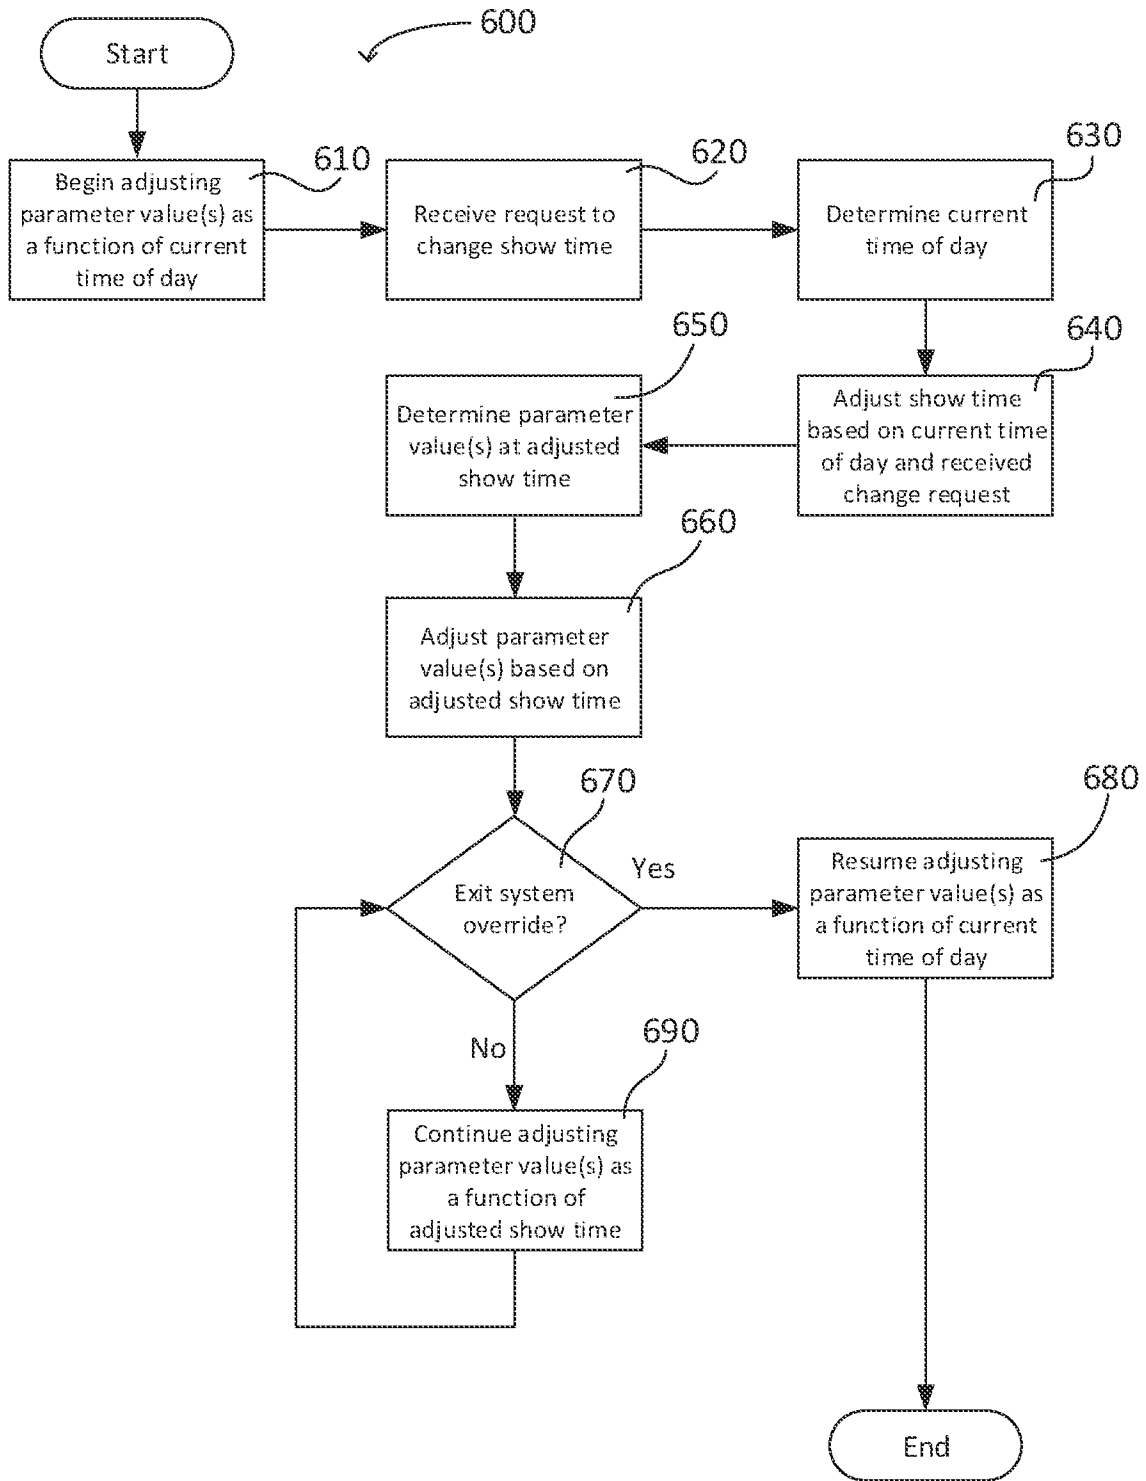 600
Start
610
Begin adjusting
parameter value(s) as
a function of current
time of day
620
Receive request to
change show time
630
Determine current
time of day
640
Adjust show time
based on current time
of day and received
change request
650
Determine parameter
value(s) at adjusted
show time
660
Adjust parameter
value(s) based on
adjusted show time
670
Exit system
override?
Yes
680
Resume adjusting
parameter value(s) as
a function of current
time of day
No
690
Continue adjusting
parameter value(s) as
a function of
adjusted show time
End